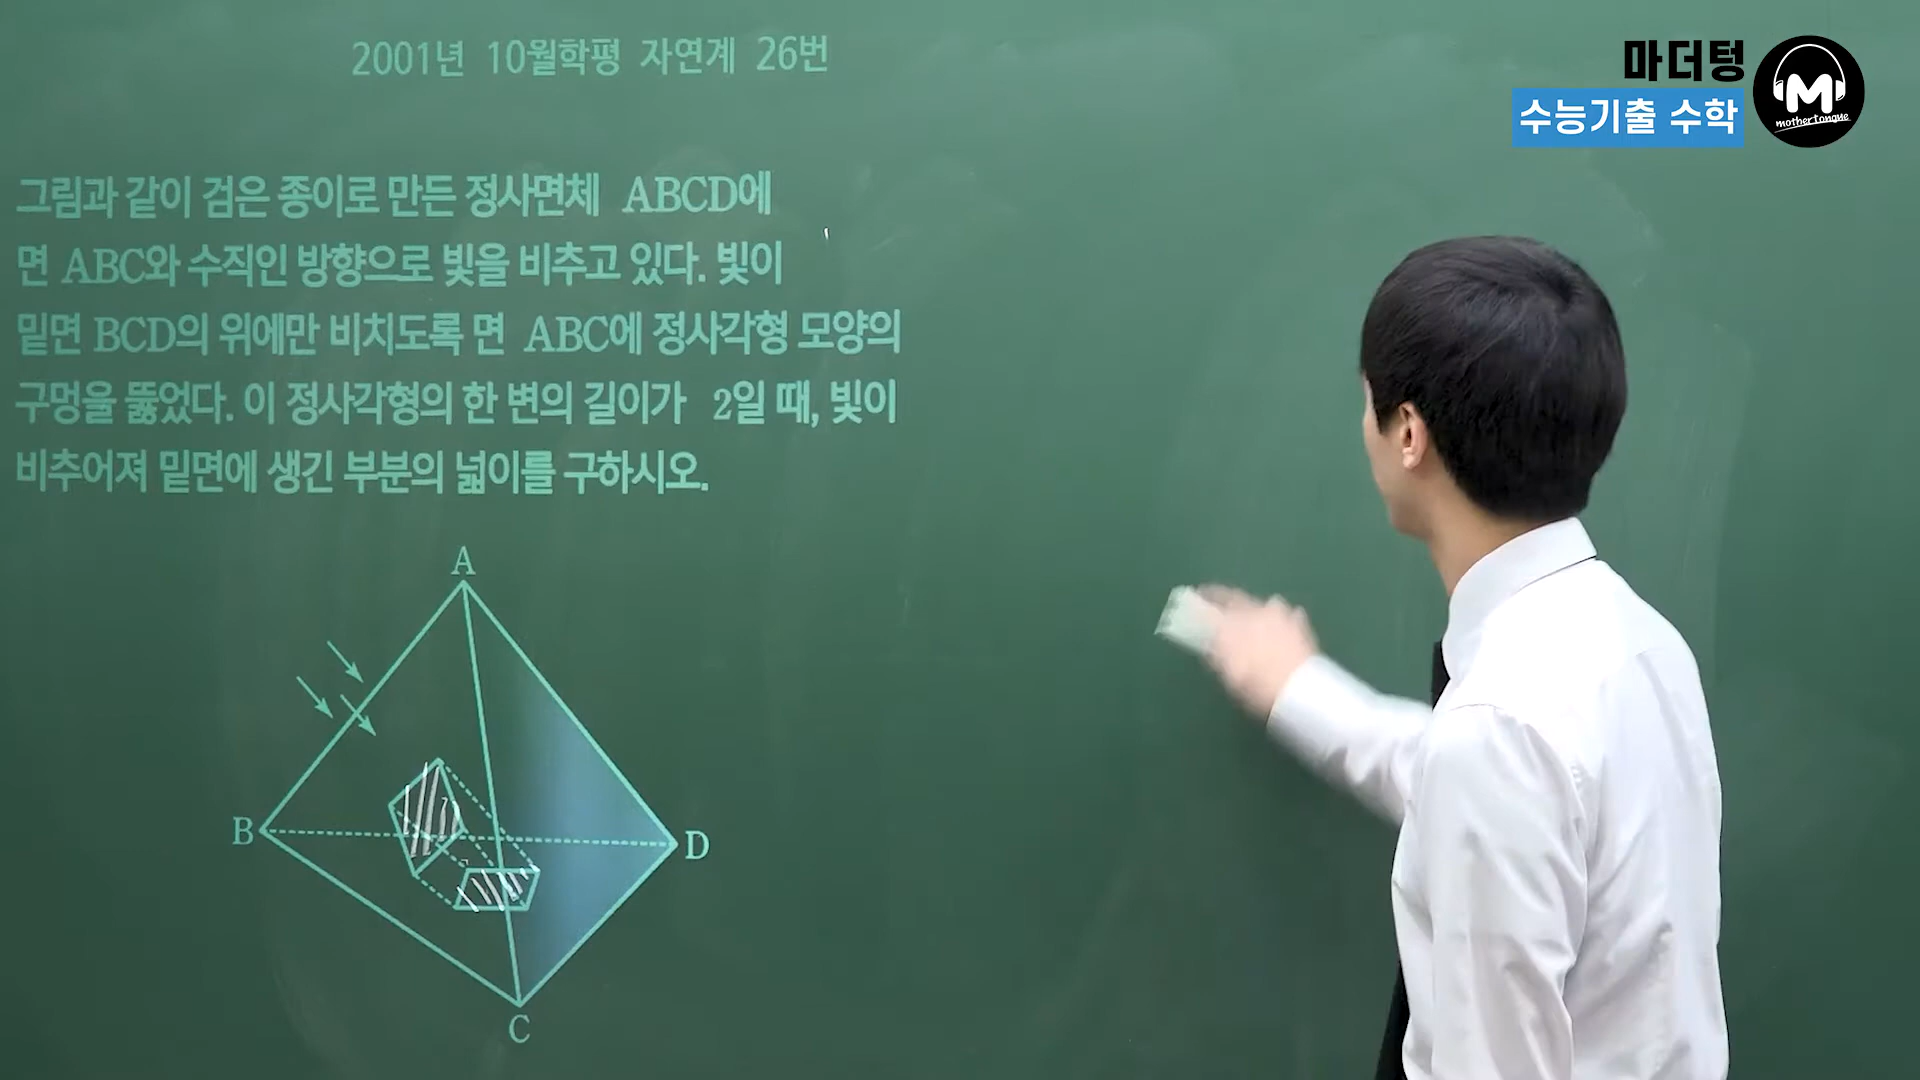 2001년 10월학평 자연계 26번
마더텅
수능기출 수학
M
mothertongue
그림과 같이 검은 종이로 만든 정사면체 ABCD에
면 ABC와 수직인 방향으로 빛을 비추고 있다. 빛이
밑면 BCD의 위에만 비치도록 면 ABC에 정사각형 모양의
구멍을 뚫었다. 이 정사각형의 한 변의 길이가 2일 때, 빛이
비추어져 밑면에 생긴 부분의 넓이를 구하시오.
A
B
D
C